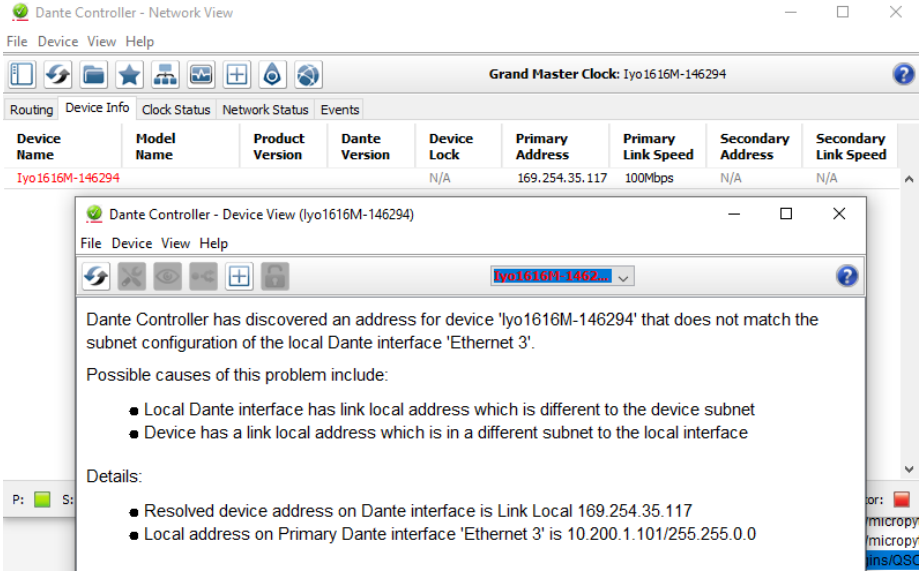 Dante Controller - Network View
File Device View Help
Grand Master Clock: Iyo1616M-146294
Routing Device Info Clock Status Network Status Events
Device Name Model Name Product Version Dante Version Device Lock Primary Address Primary Link Speed Secondary Address Secondary Link Speed
Iyo1616M-146294 N/A 169.254.35.117 100Mbps N/A N/A
Dante Controller - Device View (Iyo1616M-146294)
File Device View Help
Iyo1616M-1462...
Dante Controller has discovered an address for device 'Iyo1616M-146294' that does not match the
subnet configuration of the local Dante interface 'Ethernet 3'.
Possible causes of this problem include:
Local Dante interface has link local address which is different to the device subnet
Device has a link local address which is in a different subnet to the local interface
Details:
P: S: tor:
Resolved device address on Dante interface is Link Local 169.254.35.117
Local address on Primary Dante interface 'Ethernet 3' is 10.200.1.101/255.255.0.0
/micropy
/micropy
gins/QSC